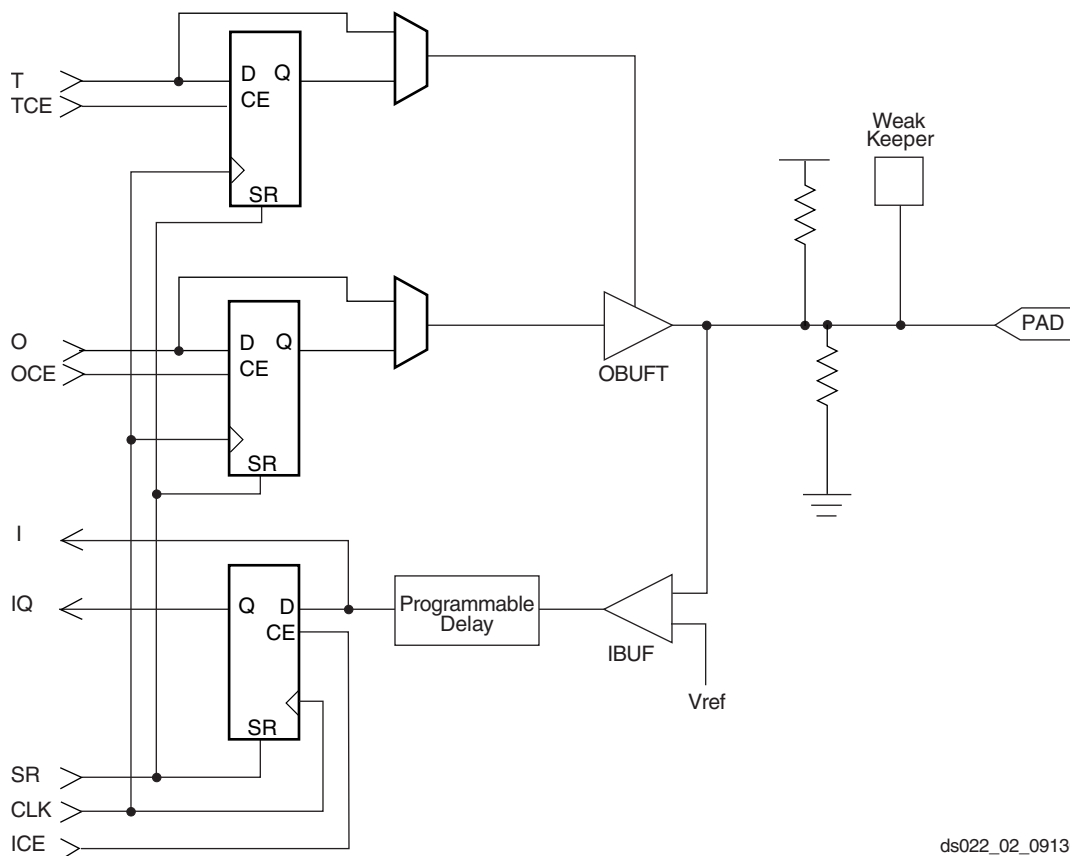 T
TCE
D Q
CE
SR
Weak
Keeper
O
OCE
D Q
CE
SR
OBUFT
PAD
I
IQ
Q D
CE
SR
Programmable
Delay
IBUF
Vref
SR
CLK
ICE
ds022_02_0913